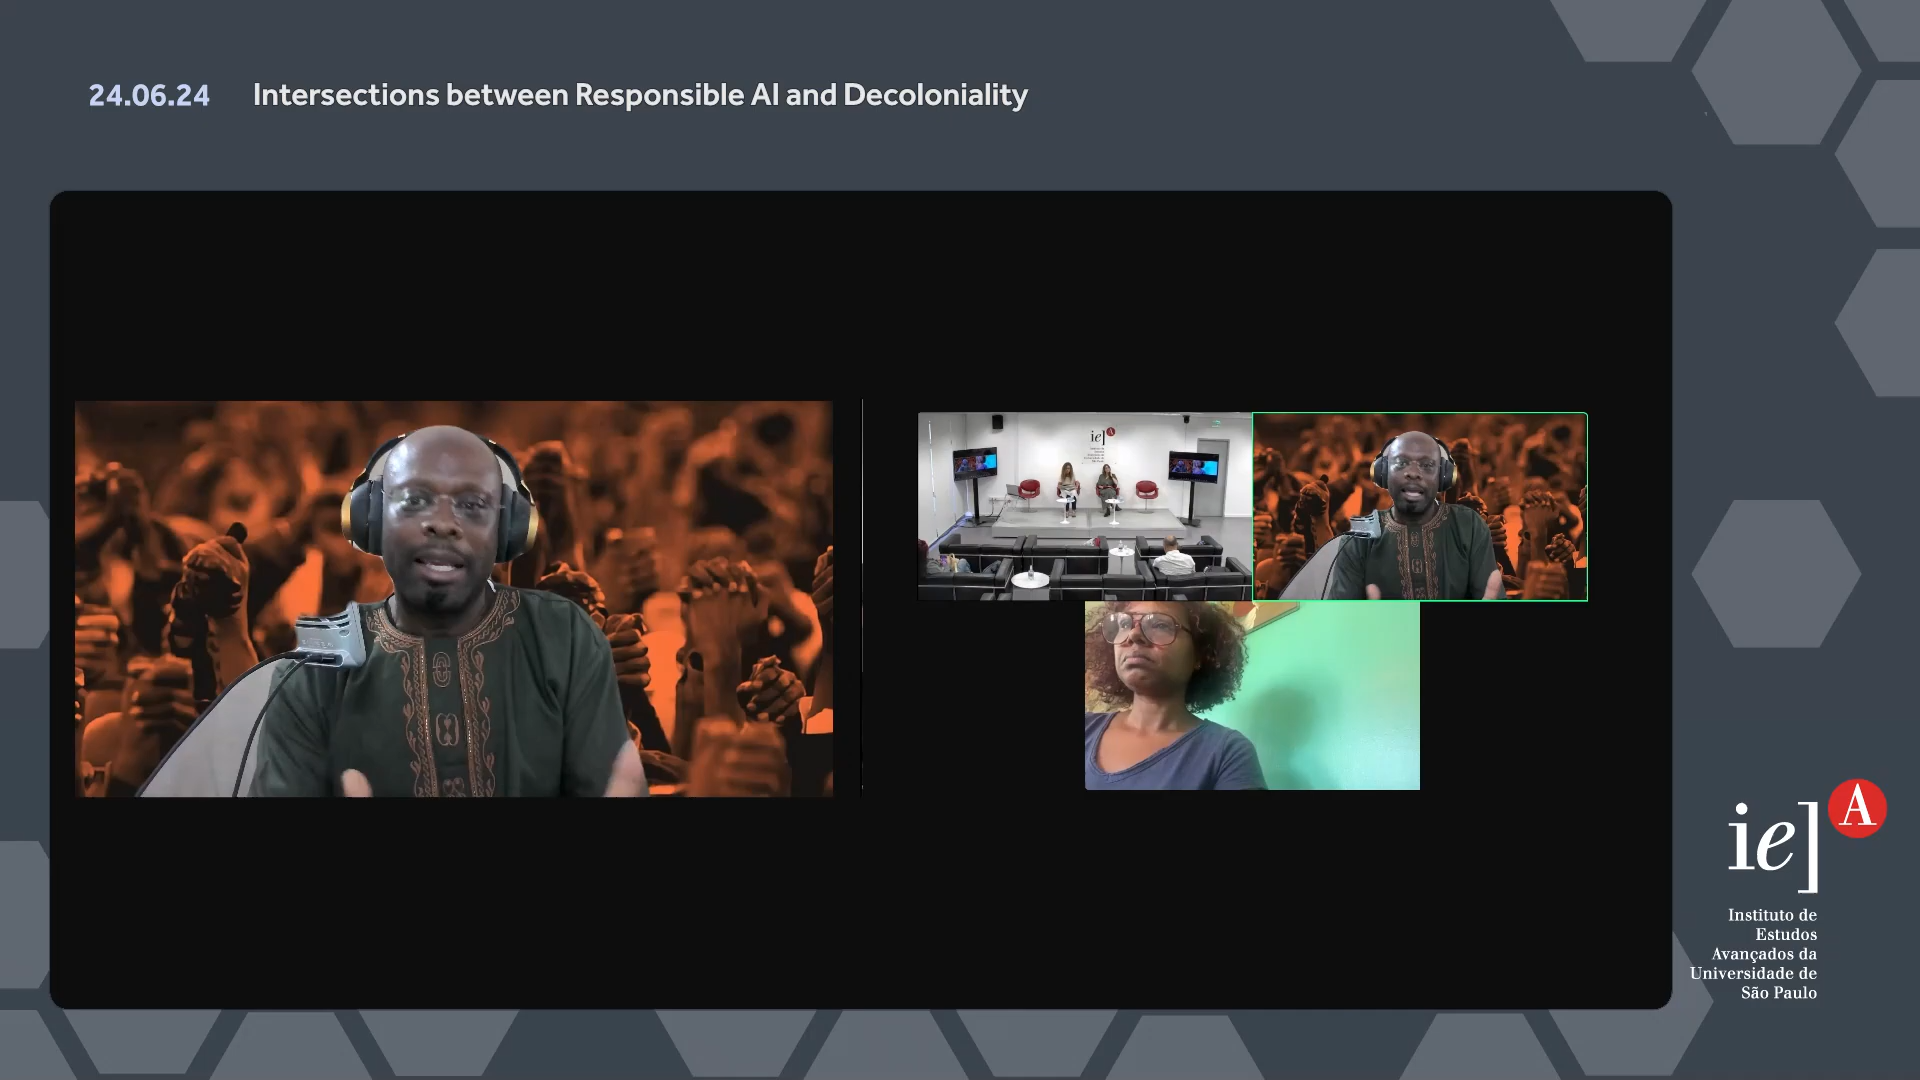 24.06.24 Intersections between Responsible AI and Decoloniality
ie]
ie]A
Instituto de
Estudos
Avançados da
Universidade de
São Paulo